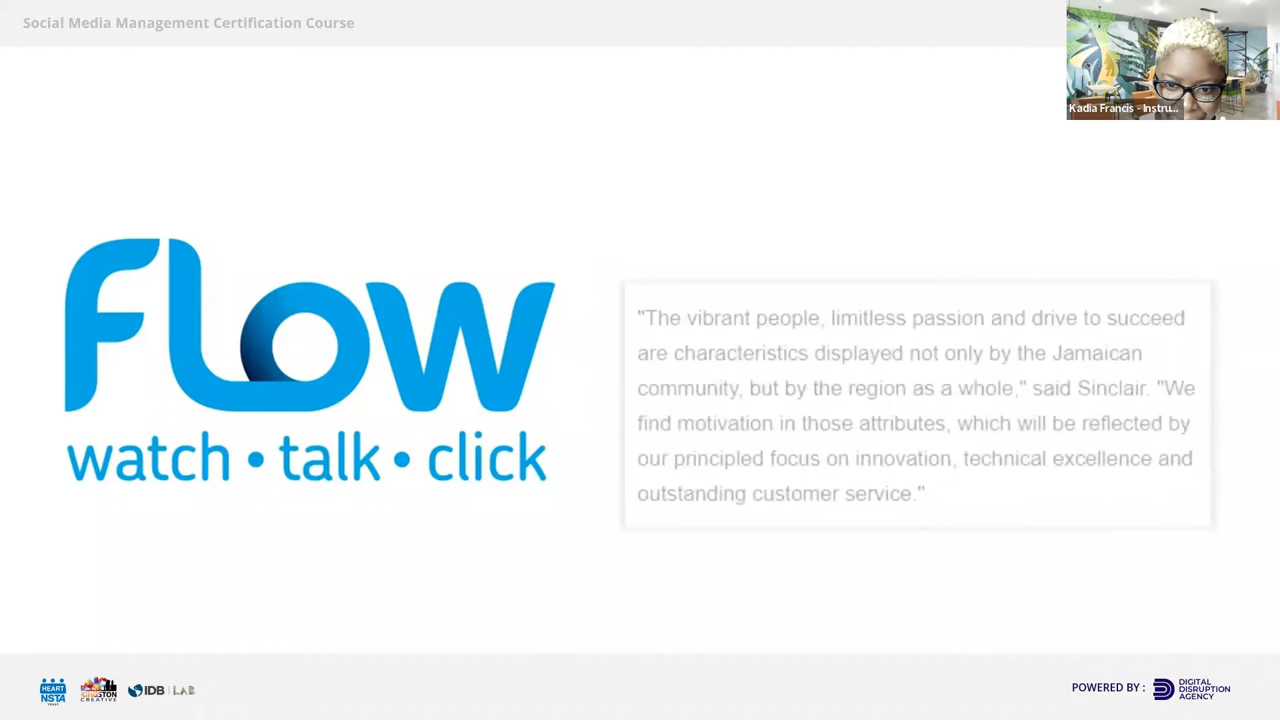 Social Media Management Certification Course
Kadia Francis - Instru...
FLOW
watch • talk • click
"The vibrant people, limitless passion and drive to succeed
are characteristics displayed not only by the Jamaican
community, but by the region as a whole," said Sinclair. "We
find motivation in those attributes, which will be reflected by
our principled focus on innovation, technical excellence and
outstanding customer service."
HEART
NSTA
TRUST
KINGSTON
CREATIVE
IDB | LAB
POWERED BY :
DIGITAL
DISRUPTION
AGENCY